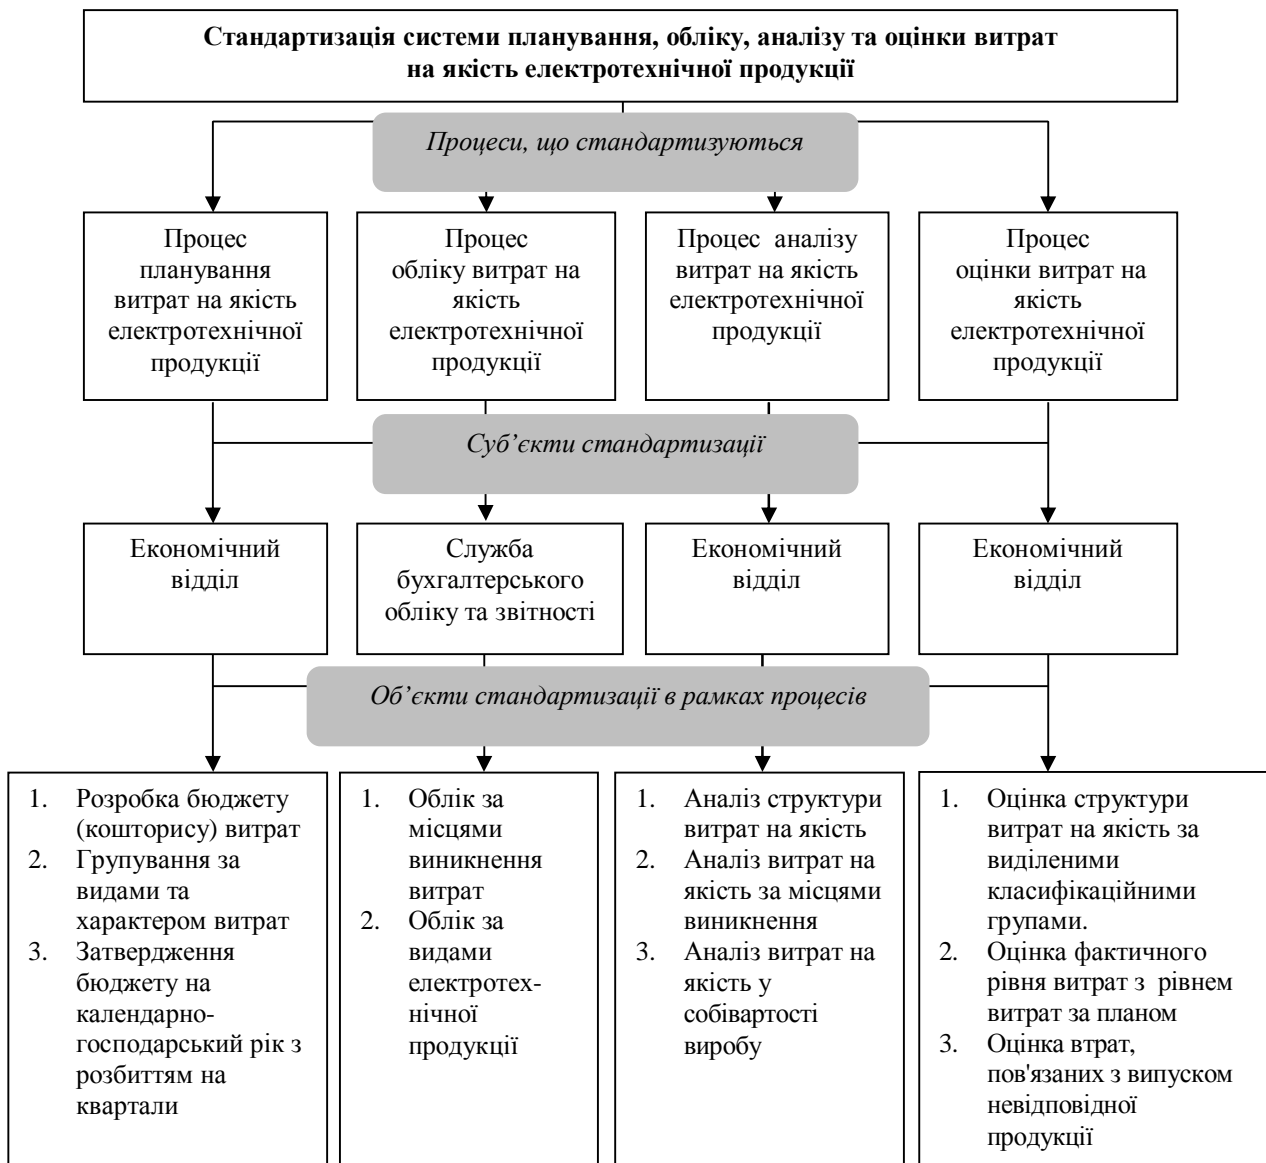 Стандартизація системи планування, обліку, аналізу та оцінки витрат
на якість електротехнічної продукції
Процеси, що стандартизуються
Процес
планування
витрат на якість
електротехнічної
продукції
Процес
обліку витрат на
якість
електротехнічної
продукції
Процес аналізу
витрат на якість
електротехнічної
продукції
Процес
оцінки витрат на
якість
електротехнічної
продукції
Суб’єкти стандартизації
Економічний
відділ
Служба
бухгалтерського
обліку та звітності
Економічний
відділ
Економічний
відділ
Об’єкти стандартизації в рамках процесів
1. Розробка бюджету
(кошторису) витрат
2. Групування за
видами та
характером витрат
3. Затвердження
бюджету на
календарно-
господарський рік з
розбиттям на
квартали
1. Облік за
місцями
виникнення
витрат
2. Облік за
видами
електротех-
нічної
продукції
1. Аналіз структури
витрат на якість
2. Аналіз витрат на
якість за місцями
виникнення
3. Аналіз витрат на
якість у
собівартості
виробу
1. Оцінка структури
витрат на якість за
виділеними
класифікаційними
групами.
2. Оцінка фактичного
рівня витрат з рівнем
витрат за планом
3. Оцінка втрат,
пов'язаних з випуском
невідповідної
продукції